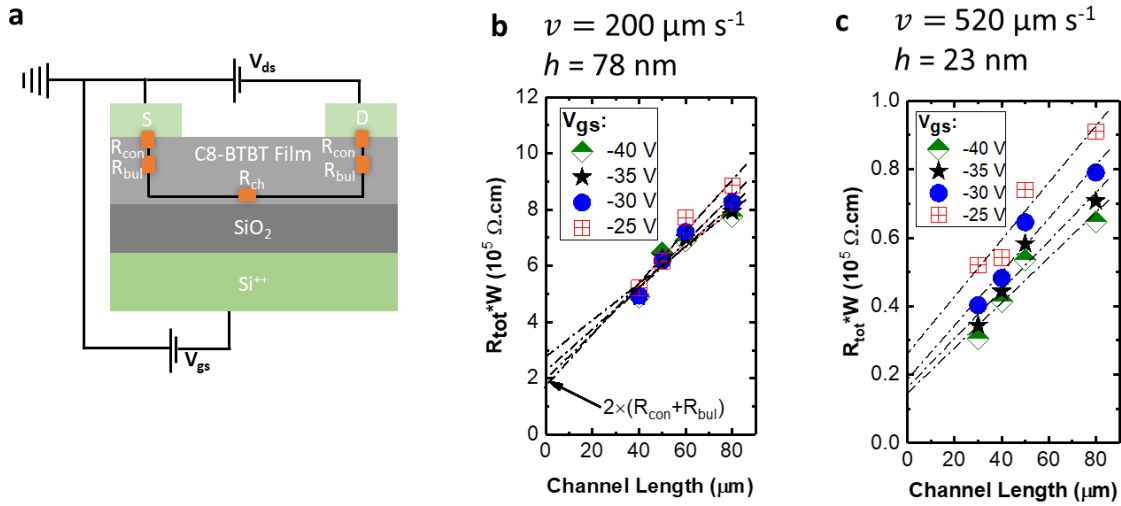 a
V_ds
S
D
R_con
R_bul
C8-BTBT Film
R_ch
R_con
R_bul
SiO₂
Si⁺⁺
V_gs
b
v = 200 µm s⁻¹
h = 78 nm
R_tot*W (10⁵ Ω.cm)
12
10
8
6
4
2
0
V_gs:
-40 V
-35 V
-30 V
-25 V
2×(R_con+R_bul)
0 20 40 60 80
Channel Length (µm)
c
v = 520 µm s⁻¹
h = 23 nm
R_tot*W (10⁵ Ω.cm)
1.0
0.8
0.6
0.4
0.2
0.0
V_gs:
-40 V
-35 V
-30 V
-25 V
0 20 40 60 80
Channel Length (µm)